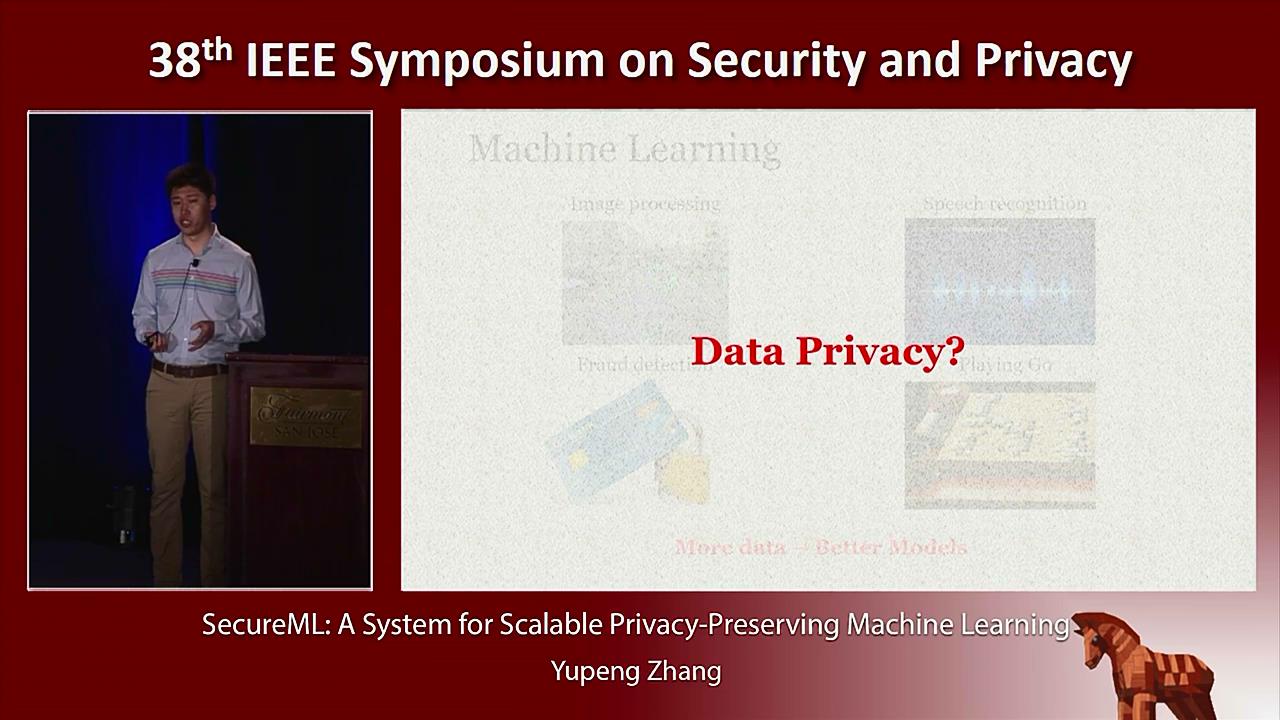 38th IEEE Symposium on Security and Privacy
Machine Learning
Image processing
Speech recognition
Data Privacy?
Fraud detection
Playing Go
More data → Better Models
Fairmont
SAN JOSE
SecureML: A System for Scalable Privacy-Preserving Machine Learning
Yupeng Zhang